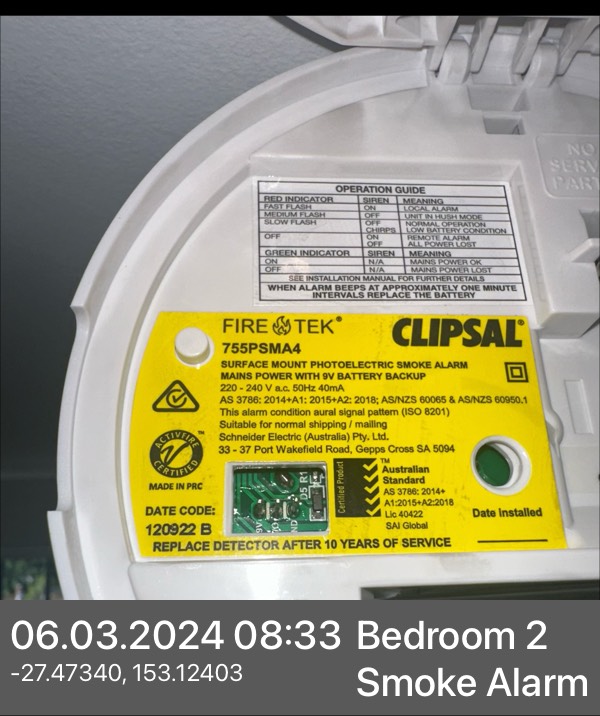 NO
SERV
PART
OPERATION GUIDE
RED INDICATOR SIREN MEANING
FAST FLASH ON LOCAL ALARM
MEDIUM FLASH OFF UNIT IN HUSH MODE
SLOW FLASH OFF NORMAL OPERATION
CHIRPS LOW BATTERY CONDITION
OFF ON REMOTE ALARM
OFF ALL POWER LOST
GREEN INDICATOR SIREN MEANING
ON N/A MAINS POWER OK
OFF N/A MAINS POWER LOST
SEE INSTALLATION MANUAL FOR FURTHER DETAILS
WHEN ALARM BEEPS AT APPROXIMATELY ONE MINUTE
INTERVALS REPLACE THE BATTERY
FIRE TEK® CLIPSAL®
755PSMA4
SURFACE MOUNT PHOTOELECTRIC SMOKE ALARM
MAINS POWER WITH 9V BATTERY BACKUP
220 - 240 V a.c. 50Hz 40mA
AS 3786: 2014+A1: 2015+A2: 2018; AS/NZS 60065 & AS/NZS 60950.1
This alarm condition aural signal pattern (ISO 8201)
Suitable for normal shipping / mailing
Schneider Electric (Australia) Pty. Ltd.
33 - 37 Port Wakefield Road, Gepps Cross SA 5094
ACTIVFIRE
CERTIFIED
™
MADE IN PRC
DATE CODE:
120922 B
D5 R1
Certified Product
™
Australian
Standard
AS 3786: 2014+
A1:2015+A2:2018
Lic 40422
SAI Global
Date installed
REPLACE DETECTOR AFTER 10 YEARS OF SERVICE
06.03.2024 08:33
-27.47340, 153.12403
Bedroom 2
Smoke Alarm